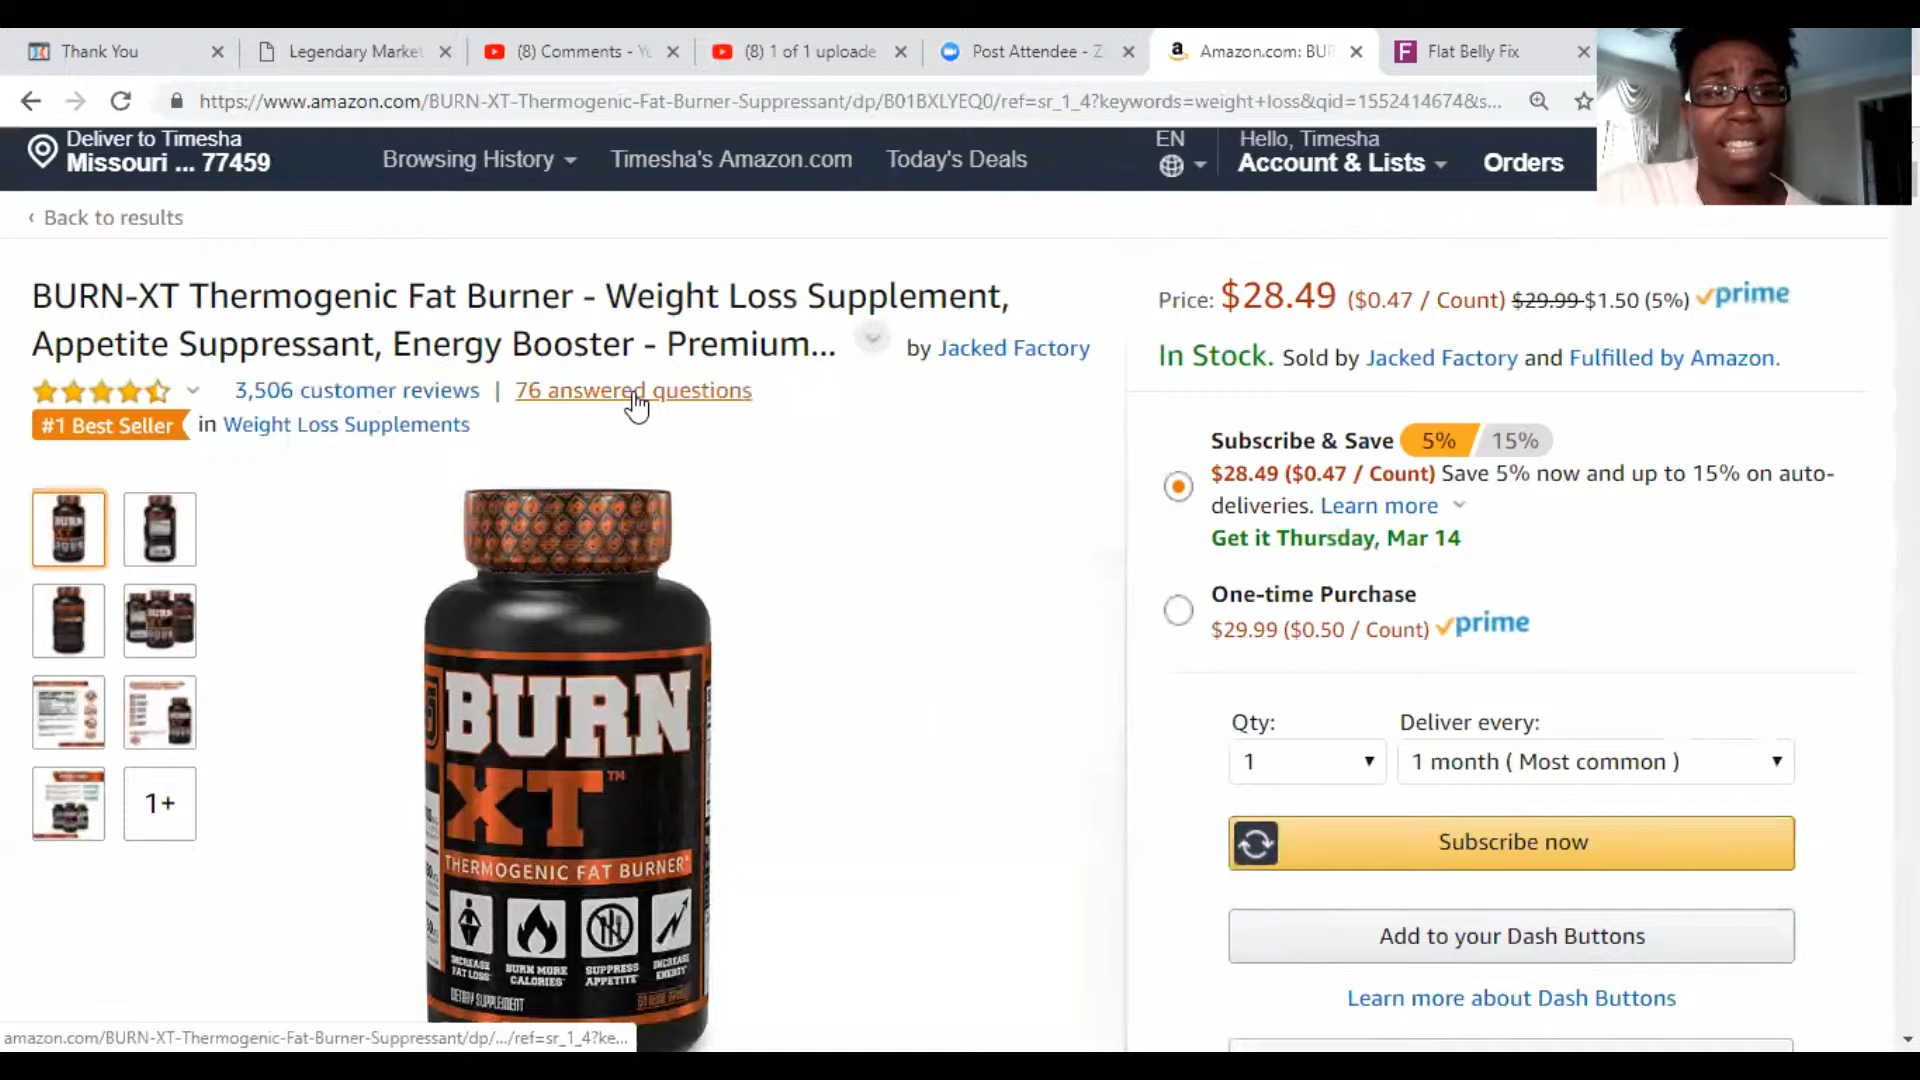 Thank You
Legendary Market
(8) Comments - Yo
(8) 1 of 1 uploade
Post Attendee - Z
Amazon.com: BUR
Flat Belly Fix
https://www.amazon.com/BURN-XT-Thermogenic-Fat-Burner-Suppressant/dp/B01BXLYEQ0/ref=sr_1_4?keywords=weight+loss&qid=1552414674&s...
Deliver to Timesha
Missouri ... 77459
Browsing History
Timesha's Amazon.com
Today's Deals
EN
Hello, Timesha
Account & Lists
Orders
‹ Back to results
BURN-XT Thermogenic Fat Burner - Weight Loss Supplement,
Appetite Suppressant, Energy Booster - Premium...
by Jacked Factory
3,506 customer reviews | 76 answered questions
#1 Best Seller in Weight Loss Supplements
1+
BURN
XT™
THERMOGENIC FAT BURNER*
INCREASE FAT LOSS*
BURN MORE CALORIES*
SUPPRESS APPETITE*
INCREASE ENERGY*
DIETARY SUPPLEMENT
Price: $28.49 ($0.47 / Count) $29.99 $1.50 (5%) prime
In Stock. Sold by Jacked Factory and Fulfilled by Amazon.
Subscribe & Save 5% 15%
$28.49 ($0.47 / Count) Save 5% now and up to 15% on auto-
deliveries. Learn more
Get it Thursday, Mar 14
One-time Purchase
$29.99 ($0.50 / Count) prime
Qty:
1
Deliver every:
1 month ( Most common )
Subscribe now
Add to your Dash Buttons
Learn more about Dash Buttons
amazon.com/BURN-XT-Thermogenic-Fat-Burner-Suppressant/dp/.../ref=sr_1_4?ke...